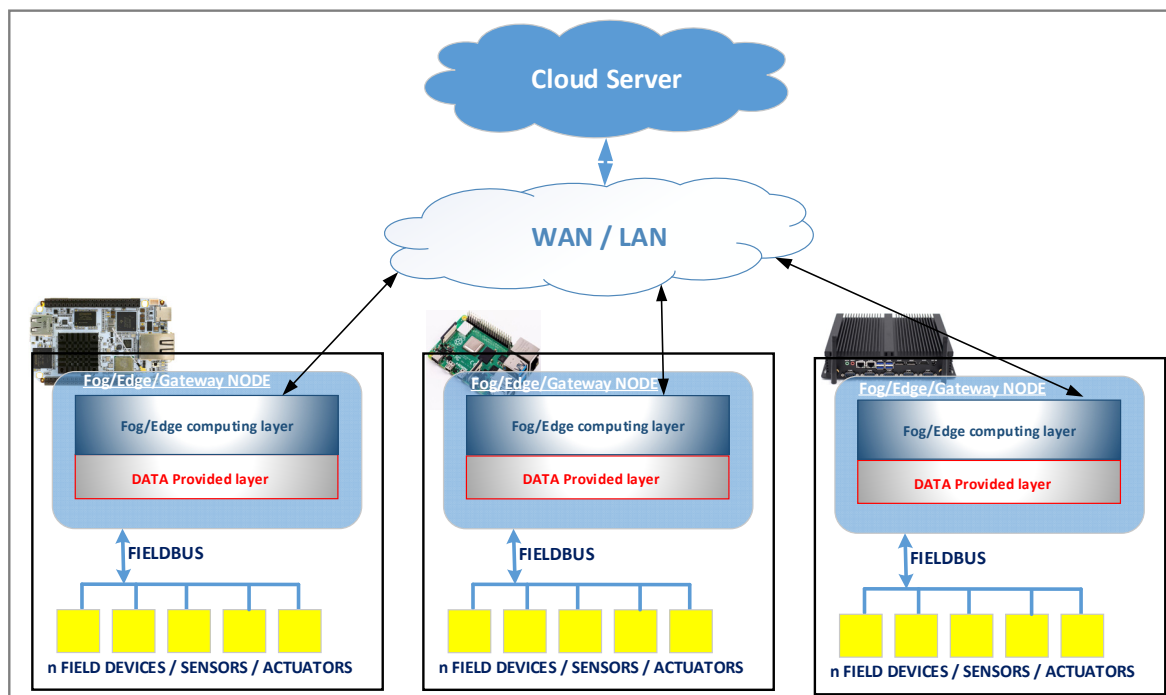 Cloud Server
WAN / LAN
Fog/Edge/Gateway NODE
Fog/Edge computing layer
DATA Provided layer
FIELDBUS
n FIELD DEVICES / SENSORS / ACTUATORS
Fog/Edge/Gateway NODE
Fog/Edge computing layer
DATA Provided layer
FIELDBUS
n FIELD DEVICES / SENSORS / ACTUATORS
Fog/Edge/Gateway NODE
Fog/Edge computing layer
DATA Provided layer
FIELDBUS
n FIELD DEVICES / SENSORS / ACTUATORS